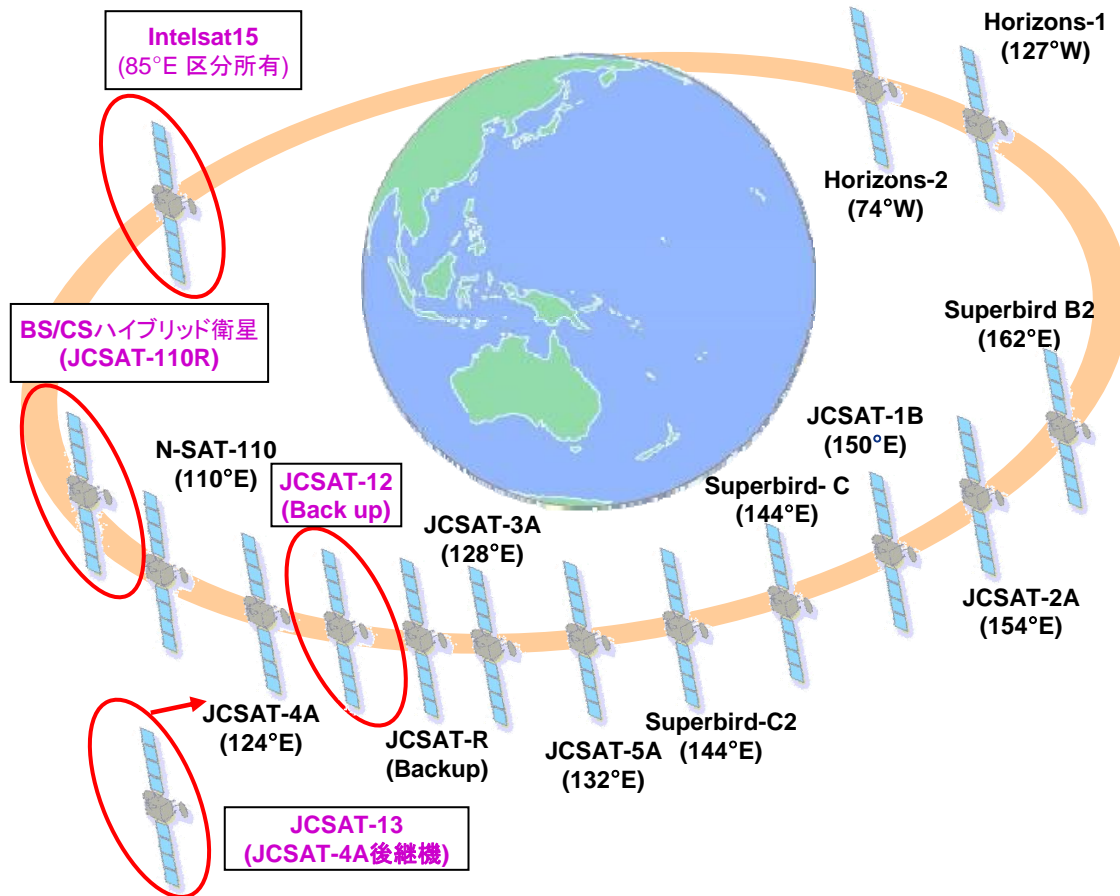 Intelsat15
(85°E 区分所有)
Horizons-1
(127°W)
Horizons-2
(74°W)
BS/CSハイブリッド衛星
(JCSAT-110R)
Superbird B2
(162°E)
N-SAT-110
(110°E)
JCSAT-12
(Back up)
JCSAT-3A
(128°E)
Superbird- C
(144°E)
JCSAT-1B
(150°E)
JCSAT-2A
(154°E)
JCSAT-4A
(124°E)
JCSAT-R
(Backup)
JCSAT-5A
(132°E)
Superbird-C2
(144°E)
JCSAT-13
(JCSAT-4A後継機)